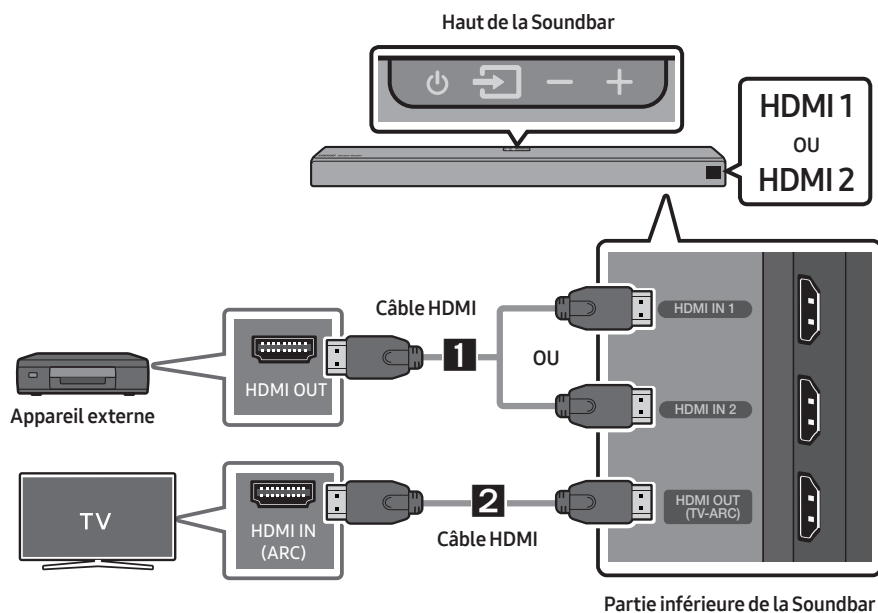 Haut de la Soundbar
HDMI 1
OU
HDMI 2
Câble HDMI
HDMI IN 1
1
OU
HDMI OUT
Appareil externe
HDMI IN 2
TV
HDMI IN
(ARC)
2
Câble HDMI
HDMI OUT
(TV-ARC)
Partie inférieure de la Soundbar